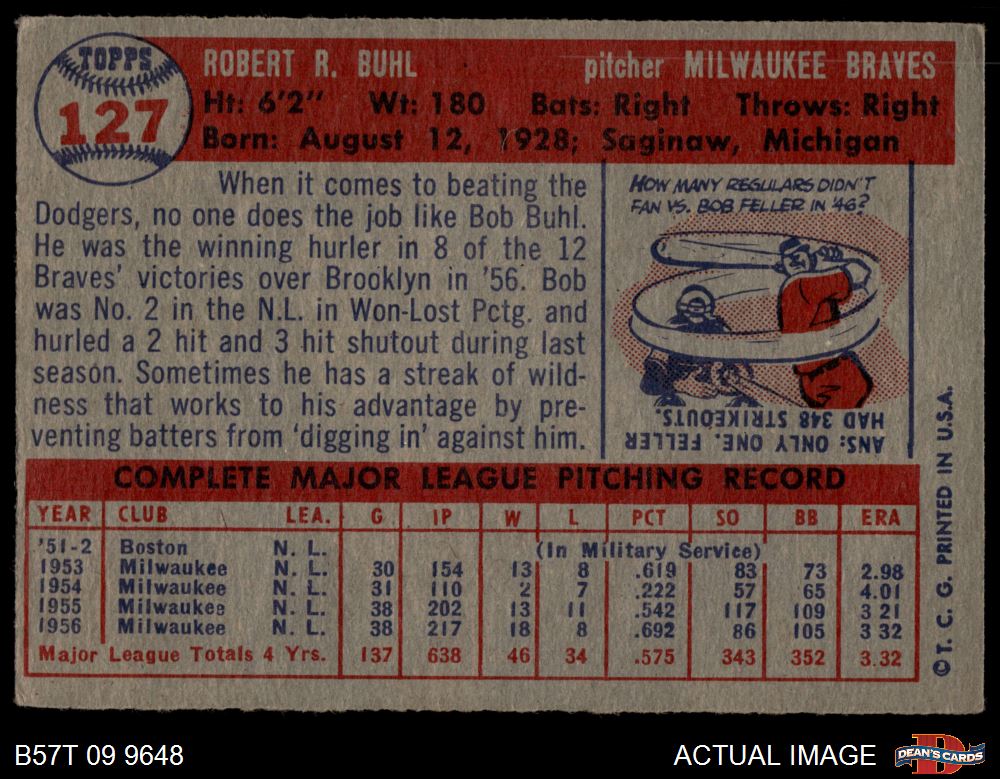 TOPPS
127
ROBERT R. BUHL pitcher MILWAUKEE BRAVES
Ht: 6'2" Wt: 180 Bats: Right Throws: Right
Born: August 12, 1928; Saginaw, Michigan
When it comes to beating the
Dodgers, no one does the job like Bob Buhl.
He was the winning hurler in 8 of the 12
Braves' victories over Brooklyn in '56. Bob
was No. 2 in the N.L. in Won-Lost Pctg. and
hurled a 2 hit and 3 hit shutout during last
season. Sometimes he has a streak of wild-
ness that works to his advantage by pre-
venting batters from 'digging in' against him.
HOW MANY REGULARS DIDN'T
FAN VS. BOB FELLER IN '46?
ANS: ONLY ONE. FELLER
HAD 348 STRIKEOUTS.
COMPLETE MAJOR LEAGUE PITCHING RECORD
YEAR CLUB LEA. G IP W L PCT SO BB ERA
'51-2 Boston N. L. (In Military Service)
1953 Milwaukee N. L. 30 154 13 8 .619 83 73 2.98
1954 Milwaukee N. L. 31 110 2 7 .222 57 65 4.01
1955 Milwaukee N. L. 38 202 13 11 .542 117 109 3 21
1956 Milwaukee N. L. 38 217 18 8 .692 86 105 3 32
Major League Totals 4 Yrs. 137 638 46 34 .575 343 352 3.32
© T. C. G. PRINTED IN U.S.A.
B57T 09 9648 ACTUAL IMAGE
DEAN'S CARDS